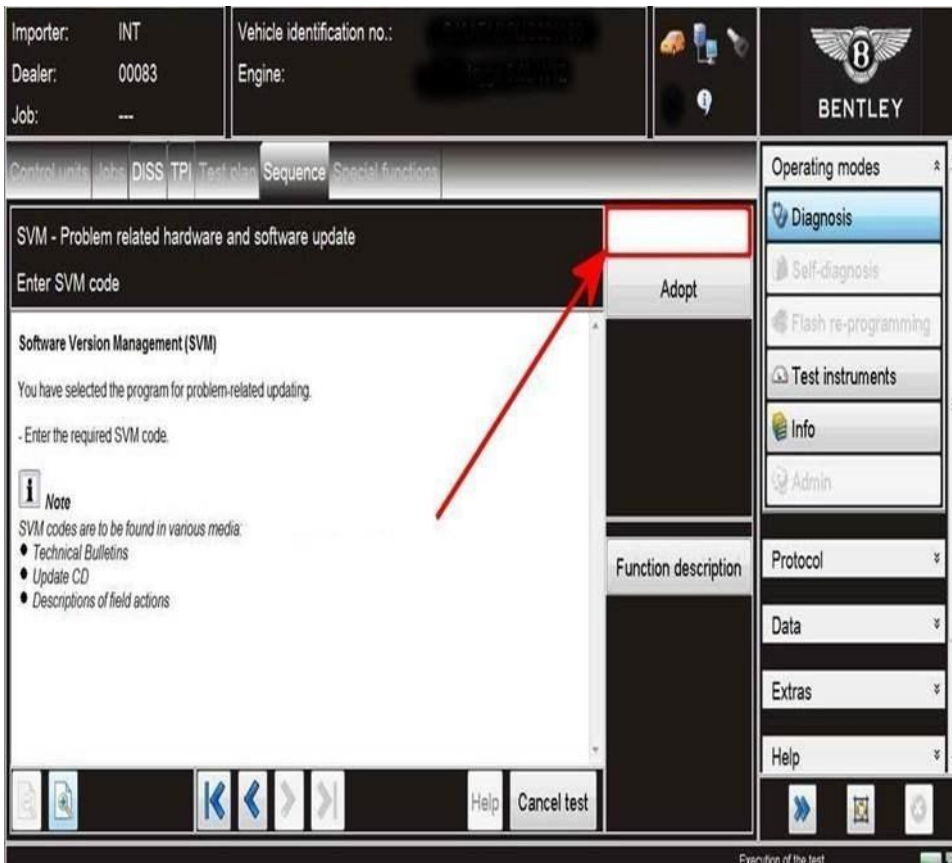 Importer: INT
Dealer: 00083
Job: ---
Vehicle identification no.:
Engine:
BENTLEY
Control units Jobs DISS TPI Test plan Sequence Special functions
SVM - Problem related hardware and software update
Enter SVM code
Adopt
Software Version Management (SVM)
You have selected the program for problem-related updating.
- Enter the required SVM code.
i Note
SVM codes are to be found in various media:
● Technical Bulletins
● Update CD
● Descriptions of field actions
Function description
Help
Cancel test
Operating modes
Diagnosis
Self-diagnosis
Flash re-programming
Test instruments
Info
Admin
Protocol
Data
Extras
Help
Execution of the test